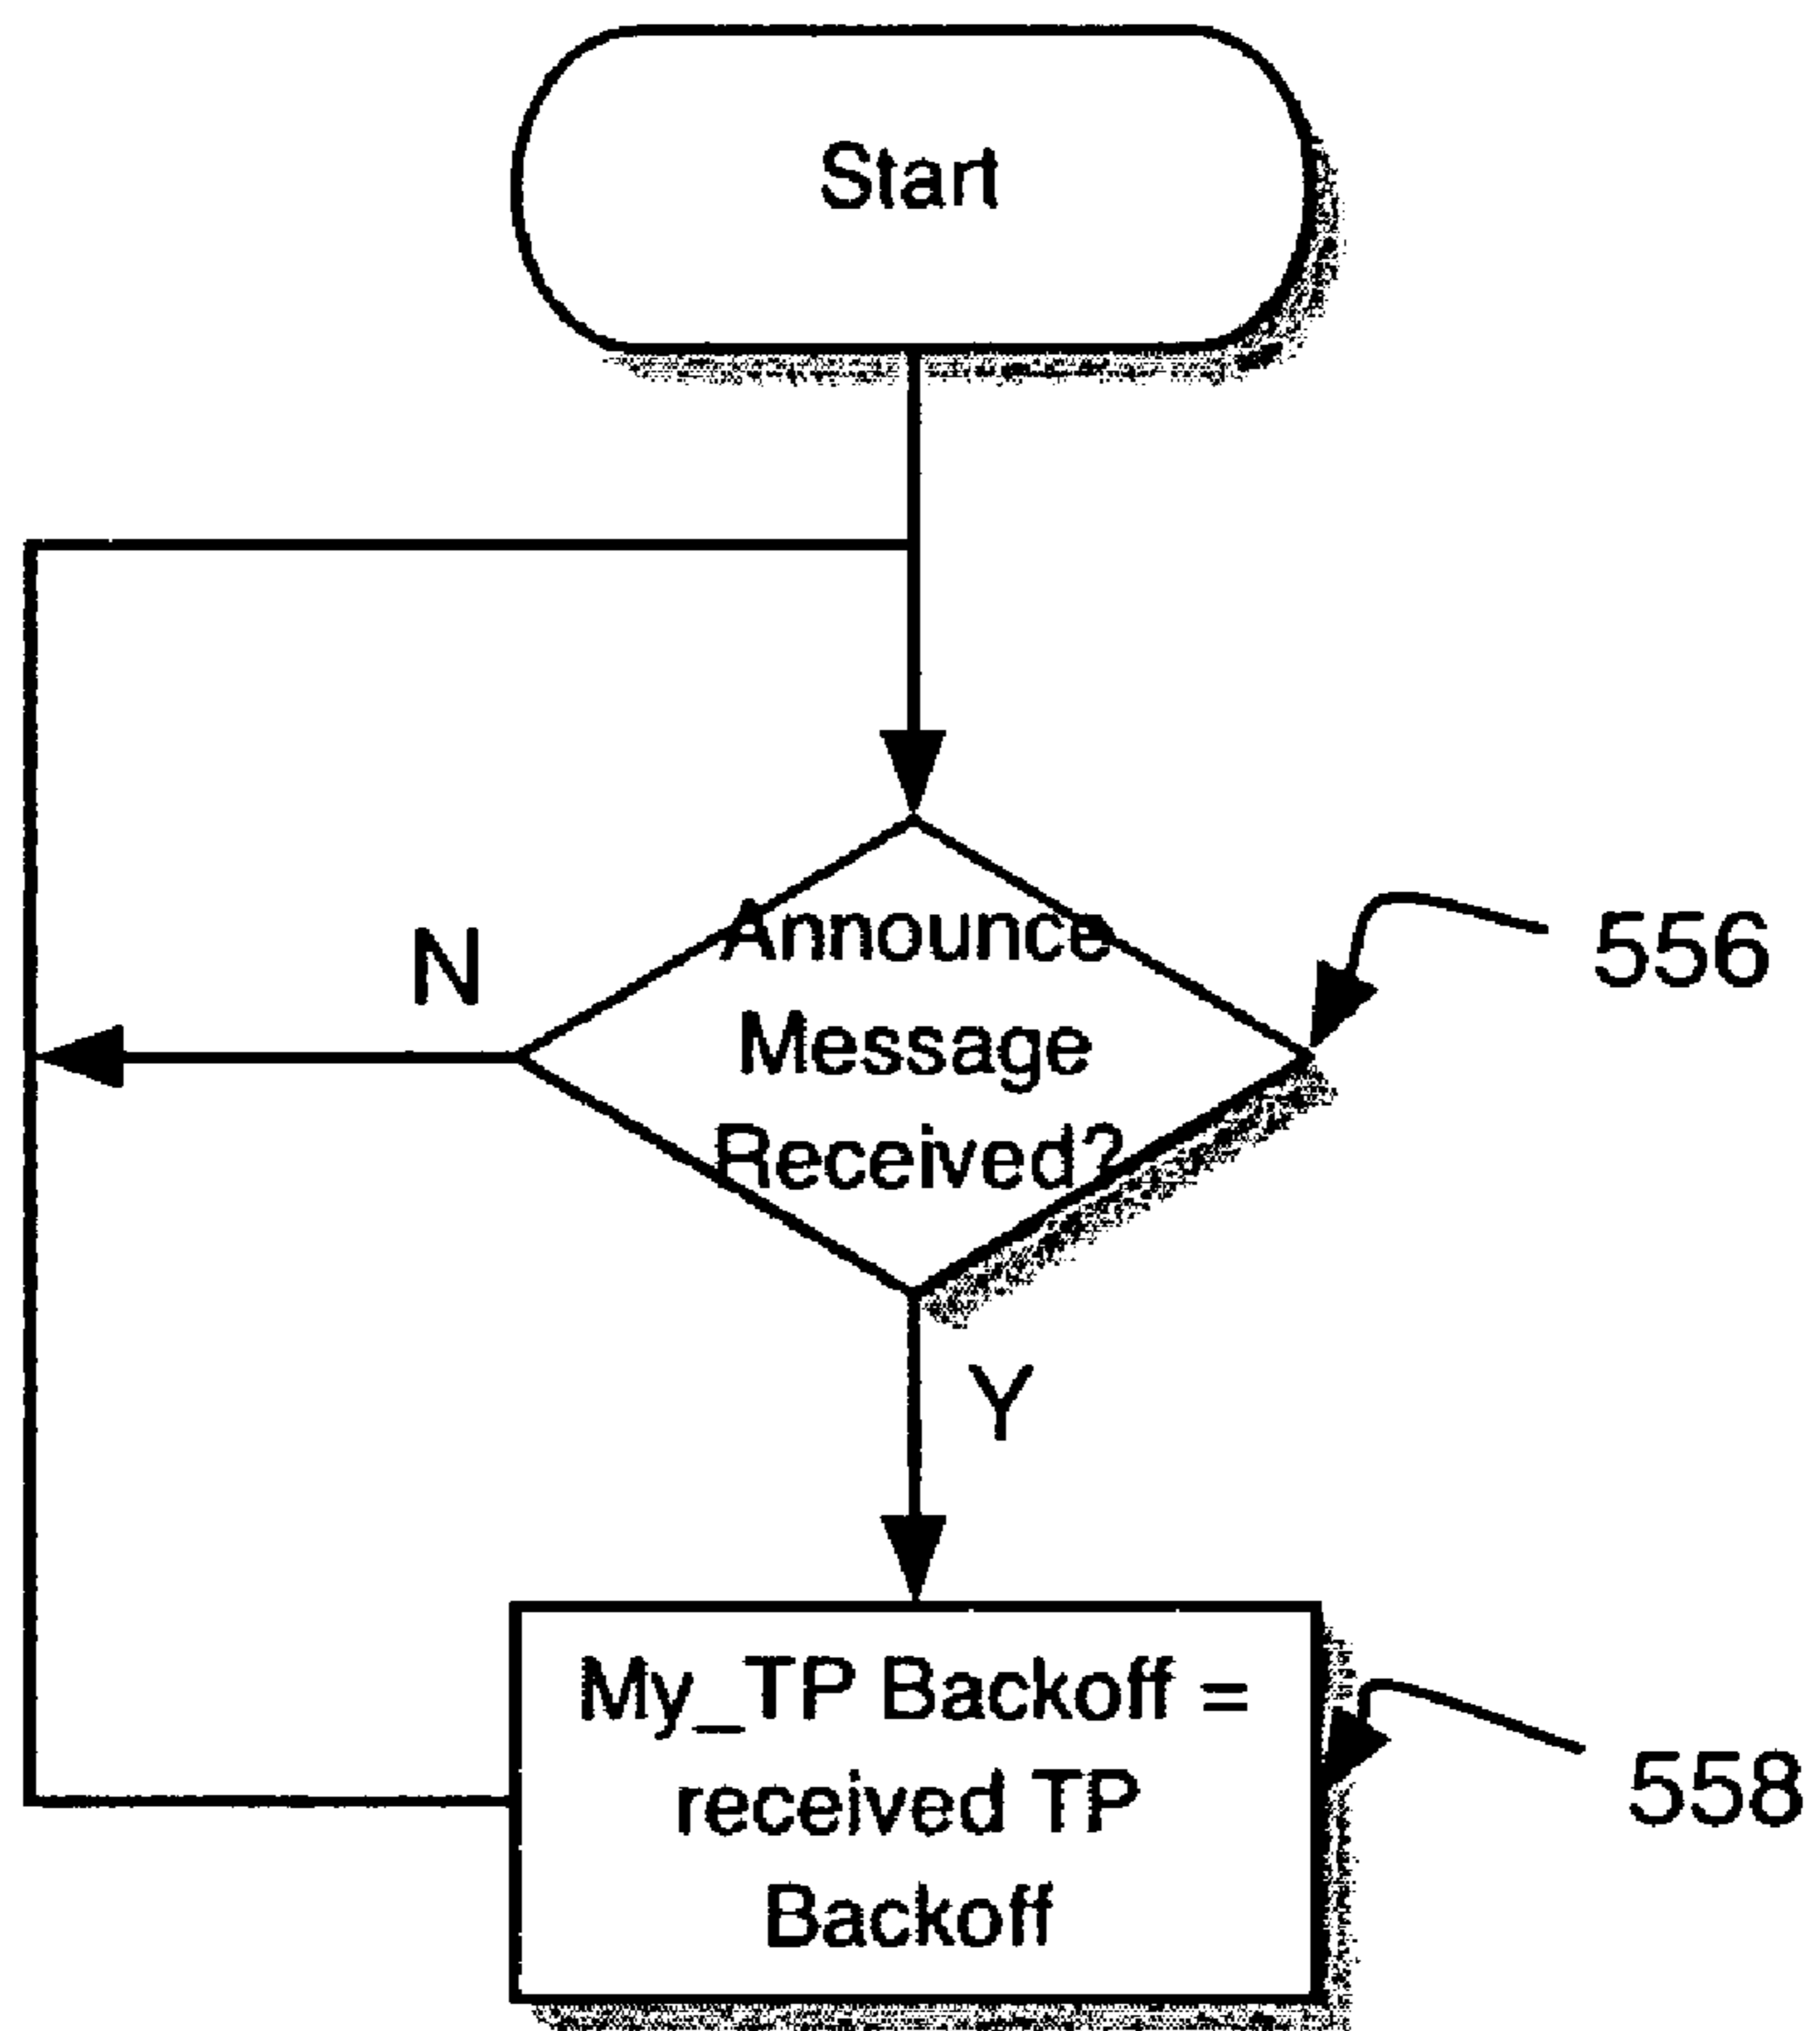 Start
N
Announce
Message
Received?
556
Y
My_TP Backoff =
received TP
Backoff
558